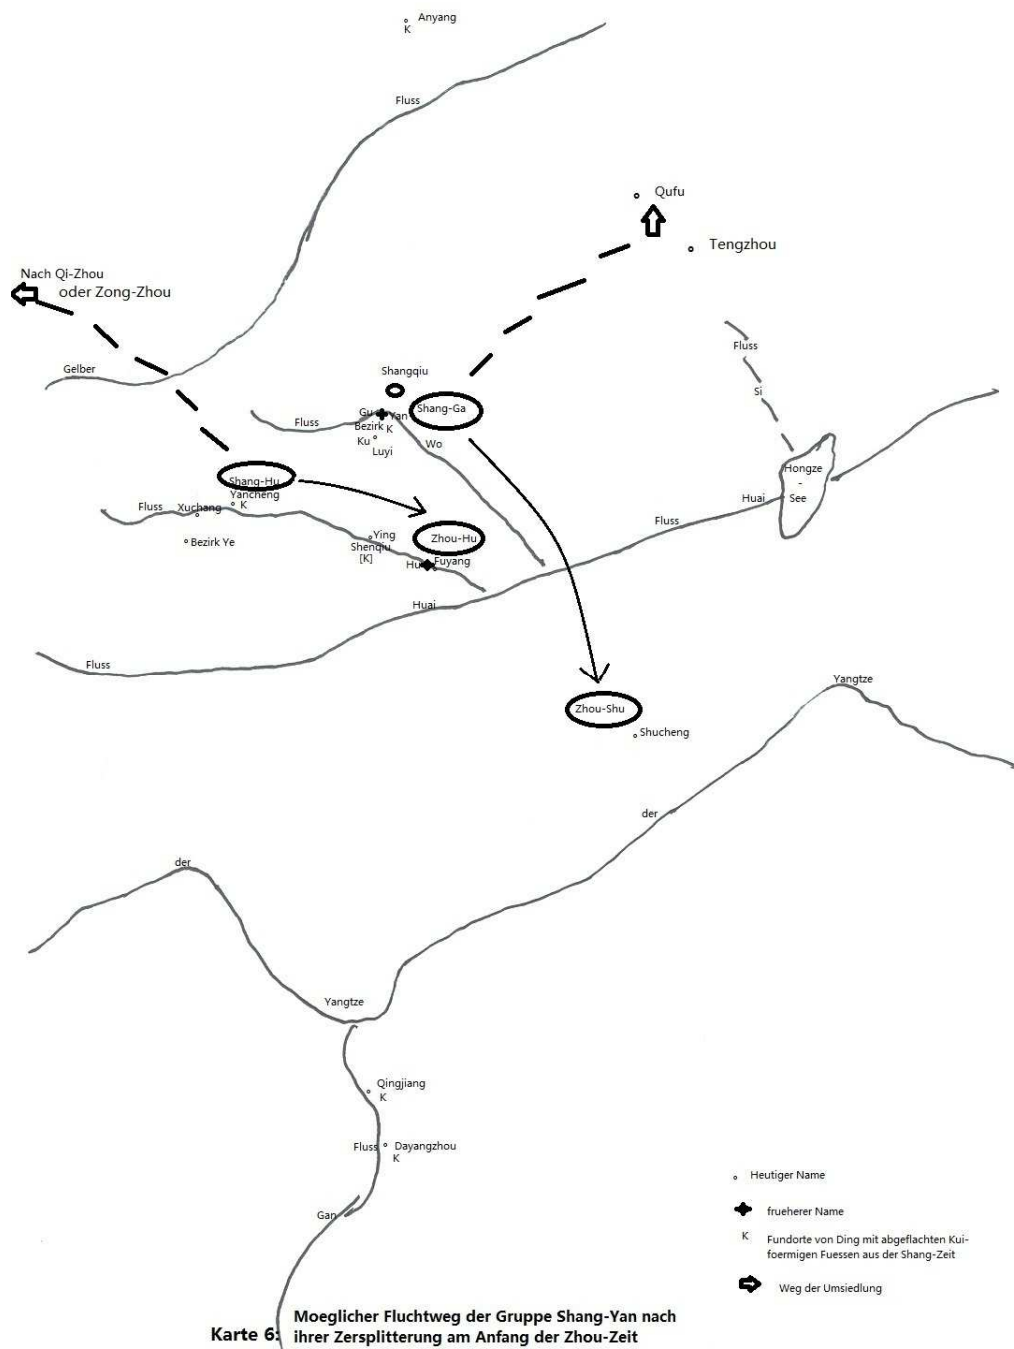 Anyang
K
Fluss
Qufu
Tengzhou
Nach Qi-Zhou
oder Zong-Zhou
Fluss
Gelber
Shangqiu
Si
Shang-Ga
Gu
Yan
Fluss
Bezirk K
Ku
Luyi
Wo
Hongze
-
See
Shang-Hu
Yancheng
K
Huai
Fluss
Xuchang
Fluss
Ying
Zhou-Hu
Bezirk Ye
Shenqiu
[K]
Hu
Fuyang
Huai
Fluss
Yangtze
Zhou-Shu
Shucheng
der
der
Yangtze
Qingjiang
K
Fluss
Dayangzhou
K
Gan
Heutiger Name
frueherer Name
K Fundorte von Ding mit abgeflachten Kui-
foermigen Fuessen aus der Shang-Zeit
Weg der Umsiedlung
Karte 6: Moeglicher Fluchtweg der Gruppe Shang-Yan nach
ihrer Zersplitterung am Anfang der Zhou-Zeit